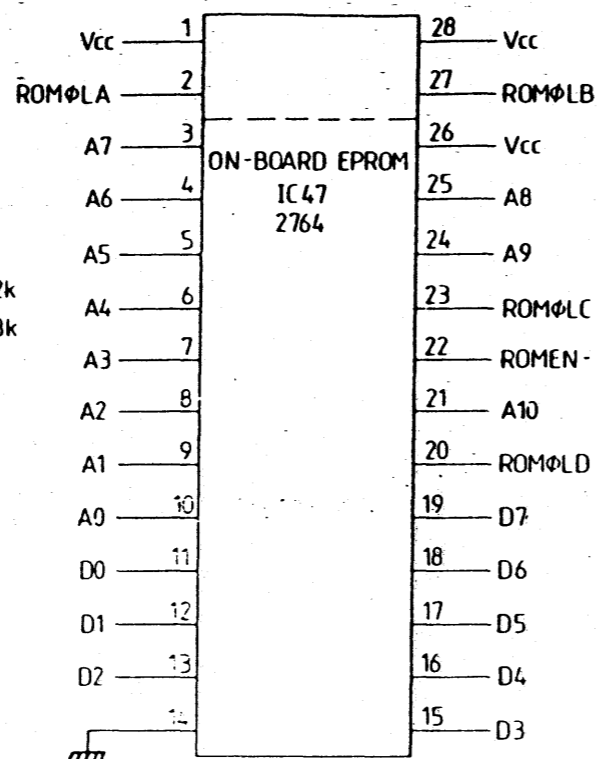 Vcc 1 28 Vcc
ROMΦLA 2 27 ROMΦLB
A7 3 26 Vcc
ON-BOARD EPROM
IC47
2764
A6 4 25 A8
A5 5 24 A9
2k
A4 6 23 ROMΦLC
8k
A3 7 22 ROMEN-
A2 8 21 A10
A1 9 20 ROMΦLD
A0 10 19 D7
D0 11 18 D6
D1 12 17 D5
D2 13 16 D4
14 15 D3